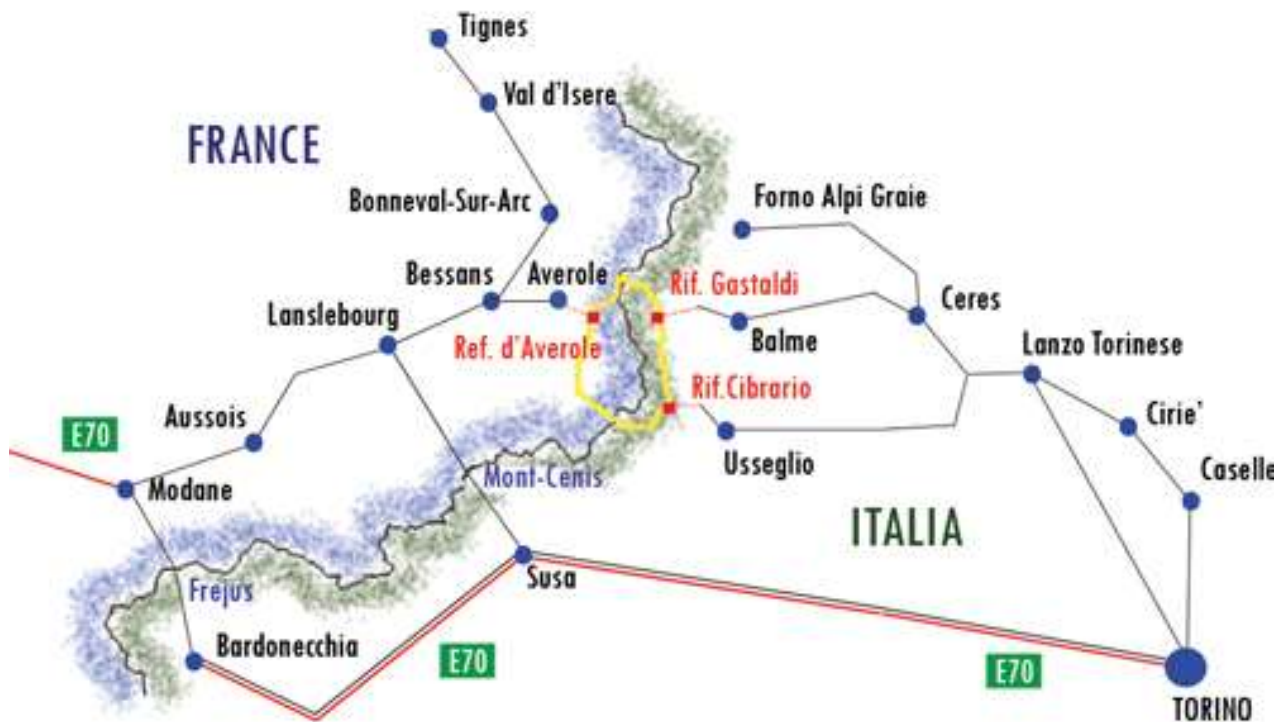 Tignes
Val d'Isere
FRANCE
Bonneval-Sur-Arc
Forno Alpi Graie
Bessans
Averole
Rif. Gastaldi
Lanslebourg
Ceres
Ref. d'Averole
Balme
Lanzo Torinese
Rif.Cibrario
Aussois
Cirie'
E70
Usseglio
Mont-Cenis
Caselle
Modane
ITALIA
Susa
Frejus
Bardonecchia
E70
E70
TORINO